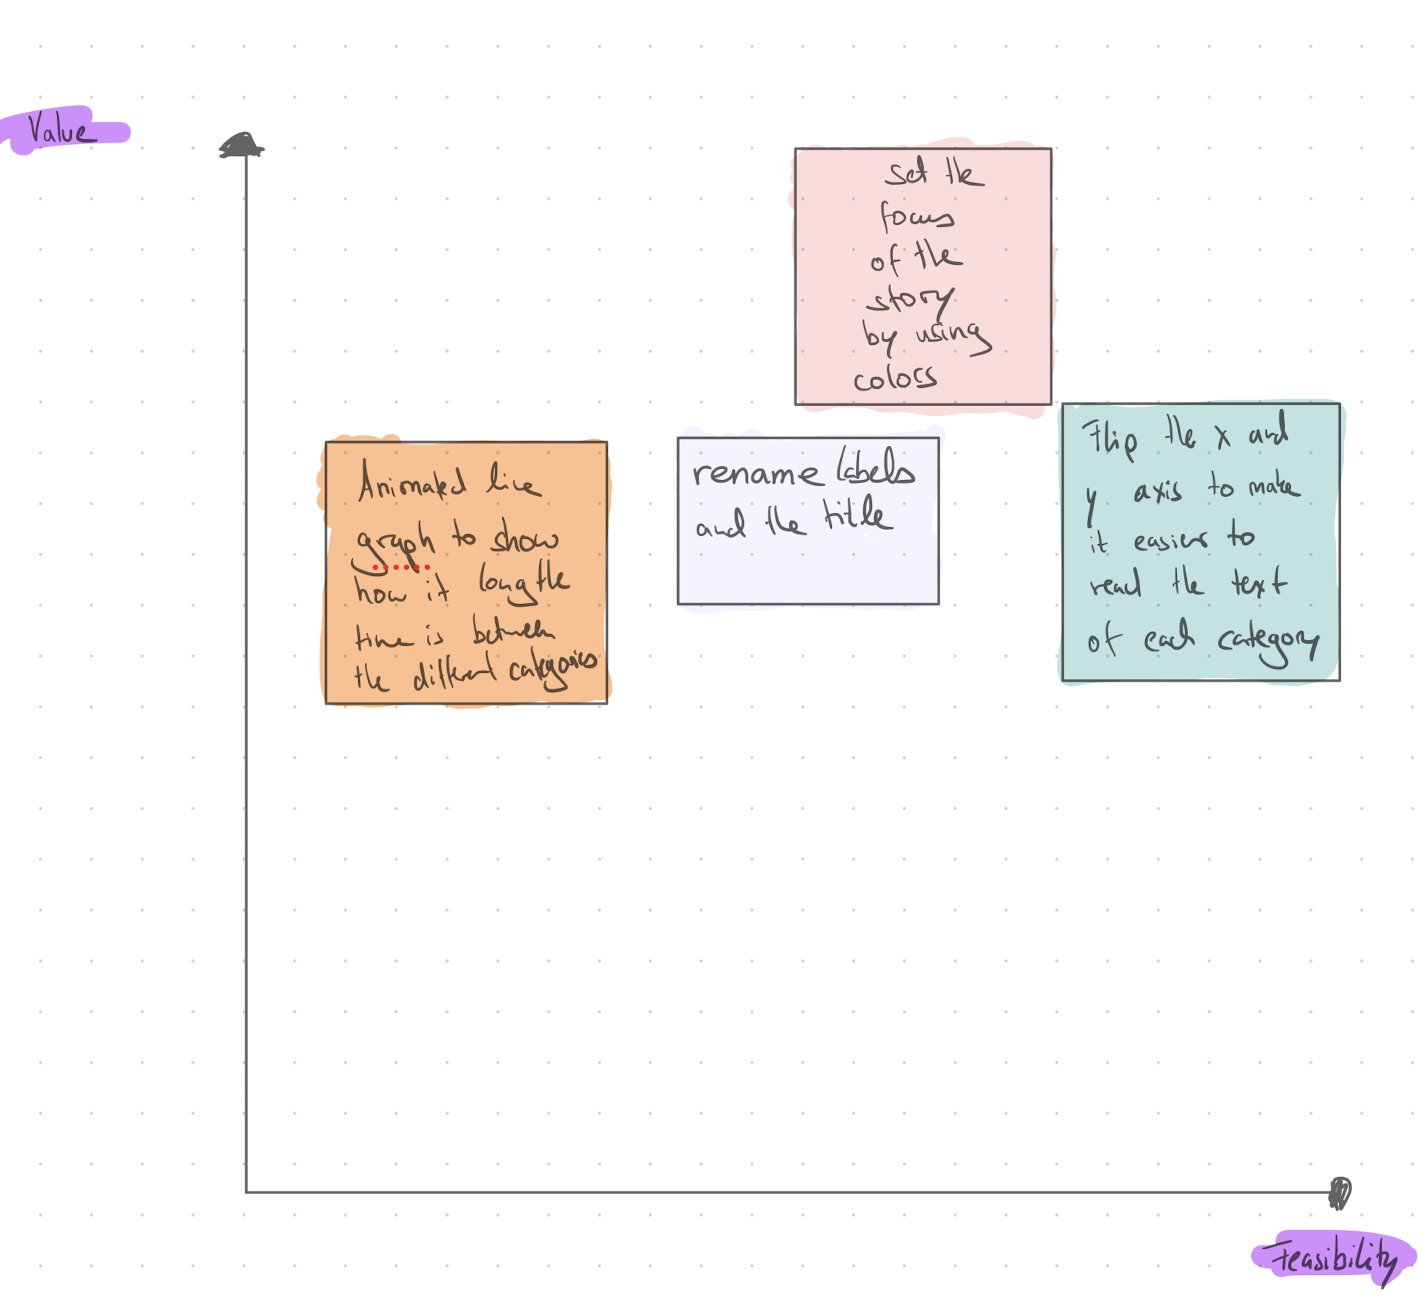 Value
Set the
focus
of the
story
by using
colors
Animated line
graph to show
how it long the
time is between
the different categories
rename labels
and the title
Flip the x and
y axis to make
it easier to
read the text
of each category
Feasibility